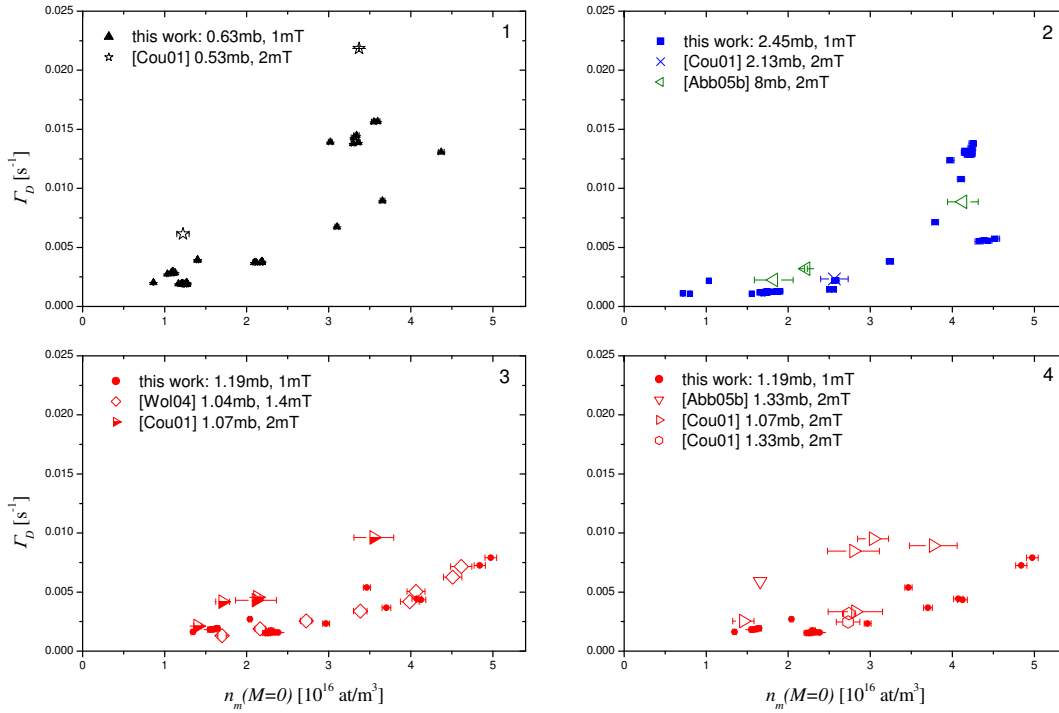 0.025
0.020
0.015
0.010
0.005
0.000
Γ_D [s⁻¹]
1
this work: 0.63mb, 1mT
[Cou01] 0.53mb, 2mT
0 1 2 3 4 5
0.025
0.020
0.015
0.010
0.005
0.000
2
this work: 2.45mb, 1mT
[Cou01] 2.13mb, 2mT
[Abb05b] 8mb, 2mT
0 1 2 3 4 5
0.025
0.020
0.015
0.010
0.005
0.000
Γ_D [s⁻¹]
3
this work: 1.19mb, 1mT
[Wol04] 1.04mb, 1.4mT
[Cou01] 1.07mb, 2mT
0 1 2 3 4 5
n_m(M=0) [10¹⁶ at/m³]
0.025
0.020
0.015
0.010
0.005
0.000
4
this work: 1.19mb, 1mT
[Abb05b] 1.33mb, 2mT
[Cou01] 1.07mb, 2mT
[Cou01] 1.33mb, 2mT
0 1 2 3 4 5
n_m(M=0) [10¹⁶ at/m³]